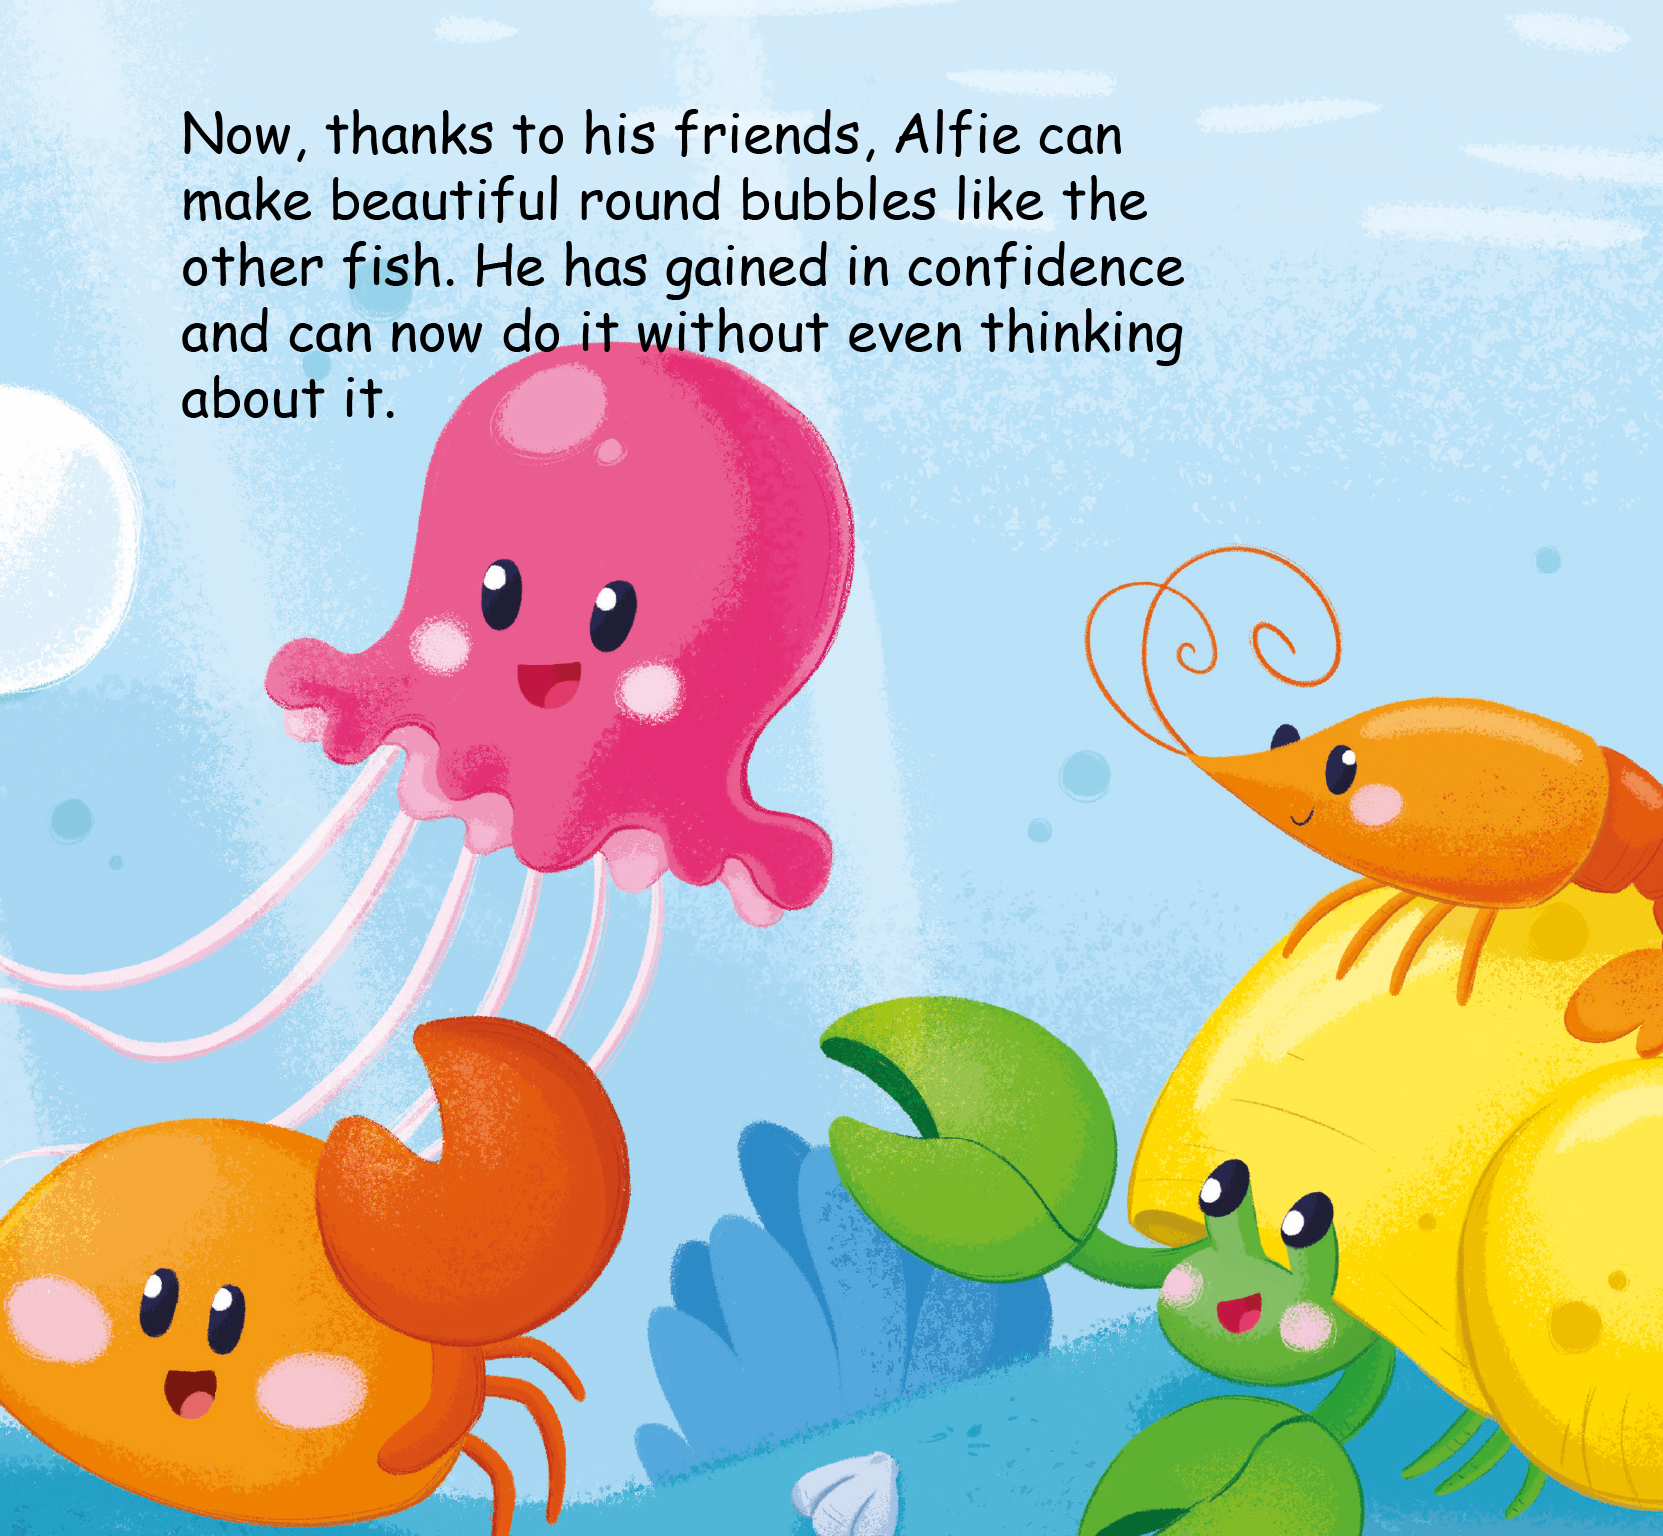 Now, thanks to his friends, Alfie can
make beautiful round bubbles like the
other fish. He has gained in confidence
and can now do it without even thinking
about it.